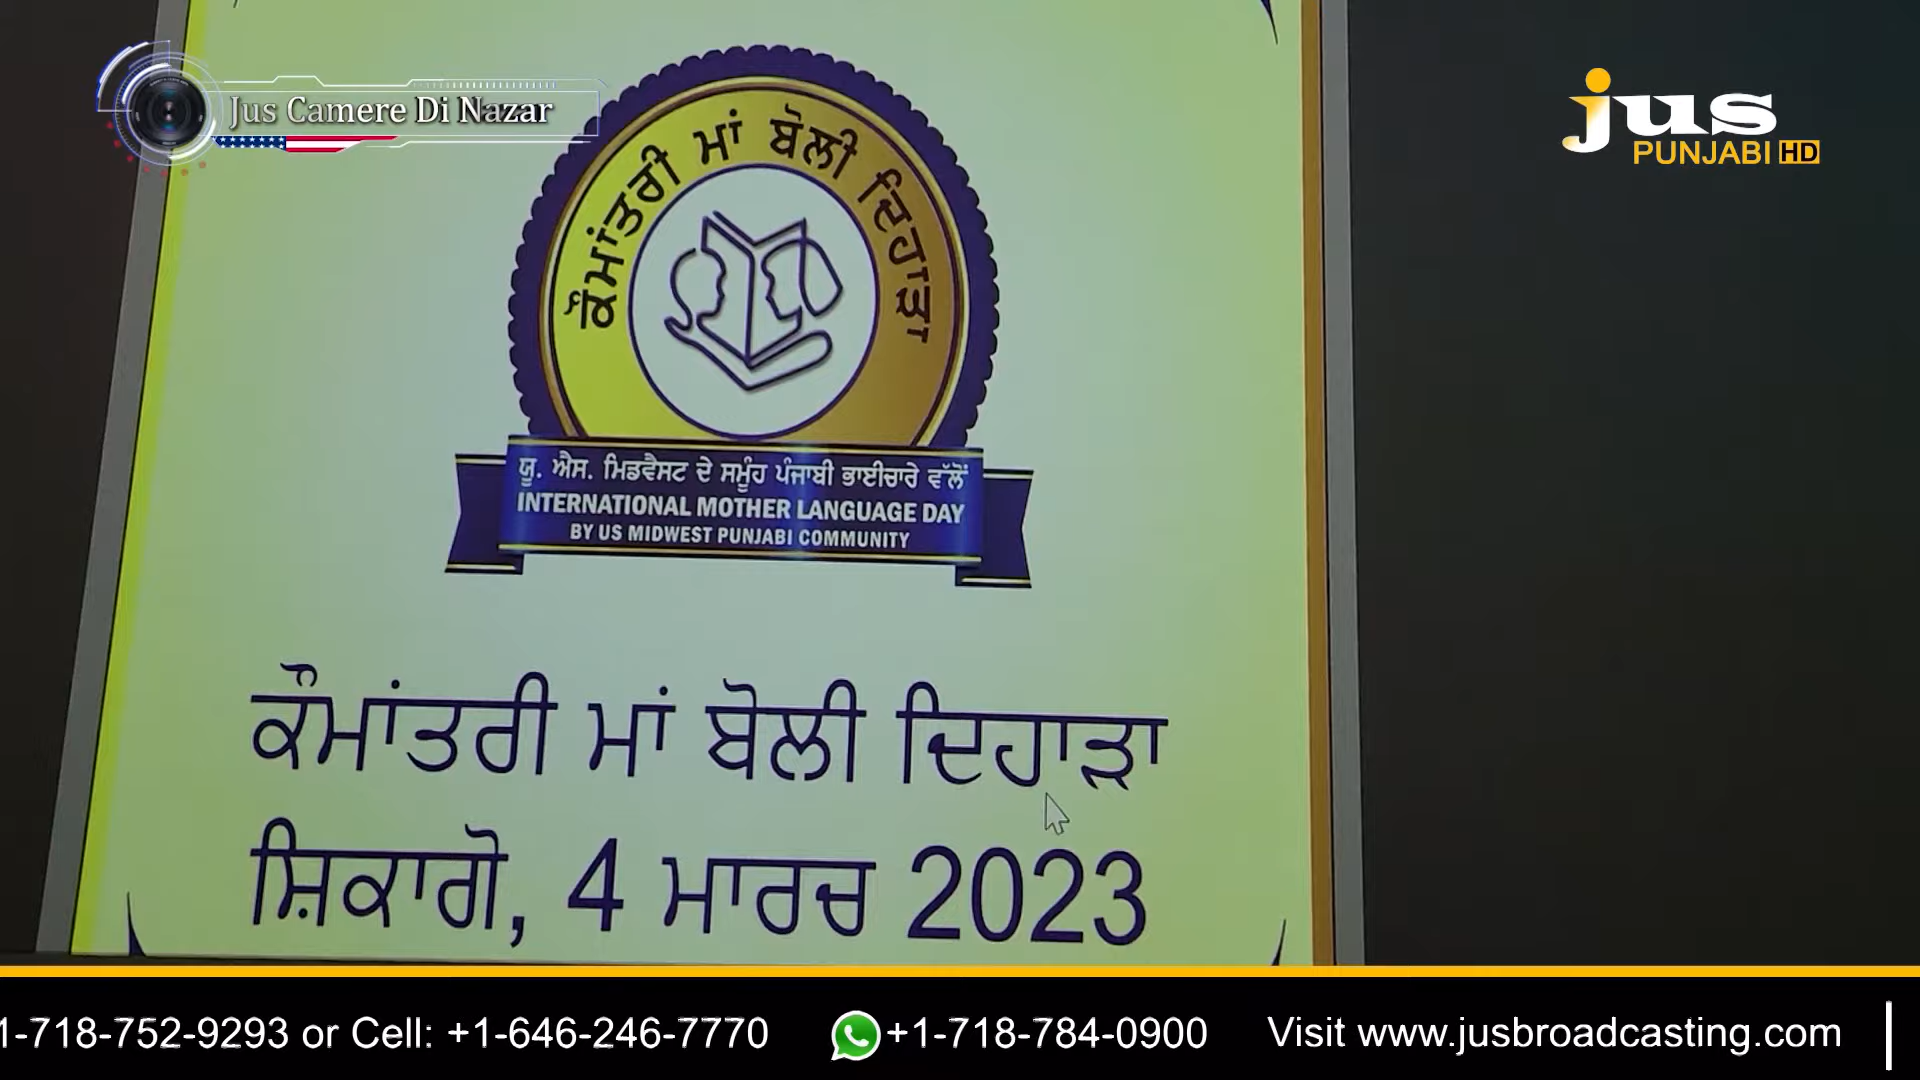 Jus Camere Di Nazar
jus
PUNJABI HD
ਕੌਮਾਂਤਰੀ ਮਾਂ ਬੋਲੀ ਦਿਹਾੜਾ
ਯੂ. ਐਸ. ਮਿਡਵੈਸਟ ਦੇ ਸਮੂੰਹ ਪੰਜਾਬੀ ਭਾਈਚਾਰੇ ਵੱਲੋਂ
INTERNATIONAL MOTHER LANGUAGE DAY
BY US MIDWEST PUNJABI COMMUNITY
ਕੌਮਾਂਤਰੀ ਮਾਂ ਬੋਲੀ ਦਿਹਾੜਾ
ਸ਼ਿਕਾਗੋ, 4 ਮਾਰਚ 2023
1-718-752-9293 or Cell: +1-646-246-7770 +1-718-784-0900 Visit www.jusbroadcasting.com